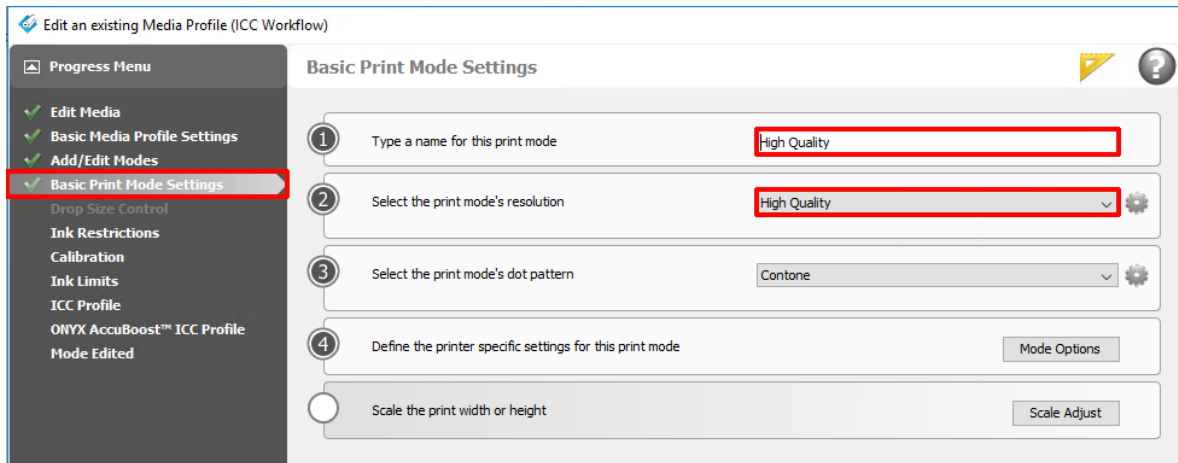 Edit an existing Media Profile (ICC Workflow)
Progress Menu
Edit Media
Basic Media Profile Settings
Add/Edit Modes
Basic Print Mode Settings
Drop Size Control
Ink Restrictions
Calibration
Ink Limits
ICC Profile
ONYX AccuBoost™ ICC Profile
Mode Edited
Basic Print Mode Settings
?
1 Type a name for this print mode High Quality
2 Select the print mode's resolution High Quality
3 Select the print mode's dot pattern Contone
4 Define the printer specific settings for this print mode Mode Options
Scale the print width or height Scale Adjust